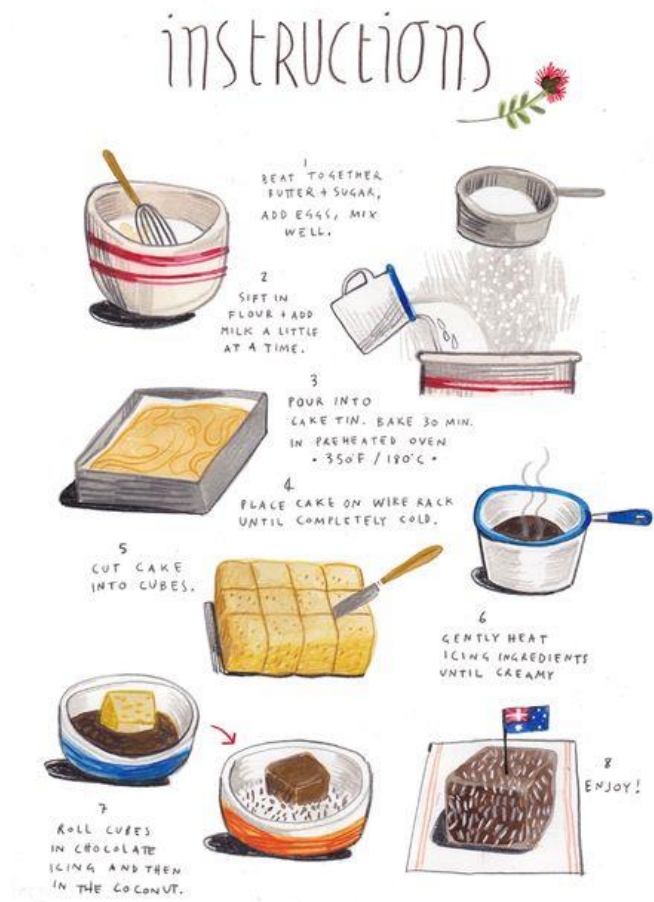 INSTRUCTIONS
1
BEAT TOGETHER
BUTTER + SUGAR,
ADD EGGS, MIX
WELL.
2
SIFT IN
FLOUR + ADD
MILK A LITTLE
AT A TIME.
3
POUR INTO
CAKE TIN. BAKE 30 MIN.
IN PREHEATED OVEN
• 350°F / 180°C •
4
PLACE CAKE ON WIRE RACK
UNTIL COMPLETELY COLD.
5
CUT CAKE
INTO CUBES.
6
GENTLY HEAT
ICING INGREDIENTS
UNTIL CREAMY
7
ROLL CUBES
IN CHOCOLATE
ICING AND THEN
IN THE COCONUT.
8
ENJOY!